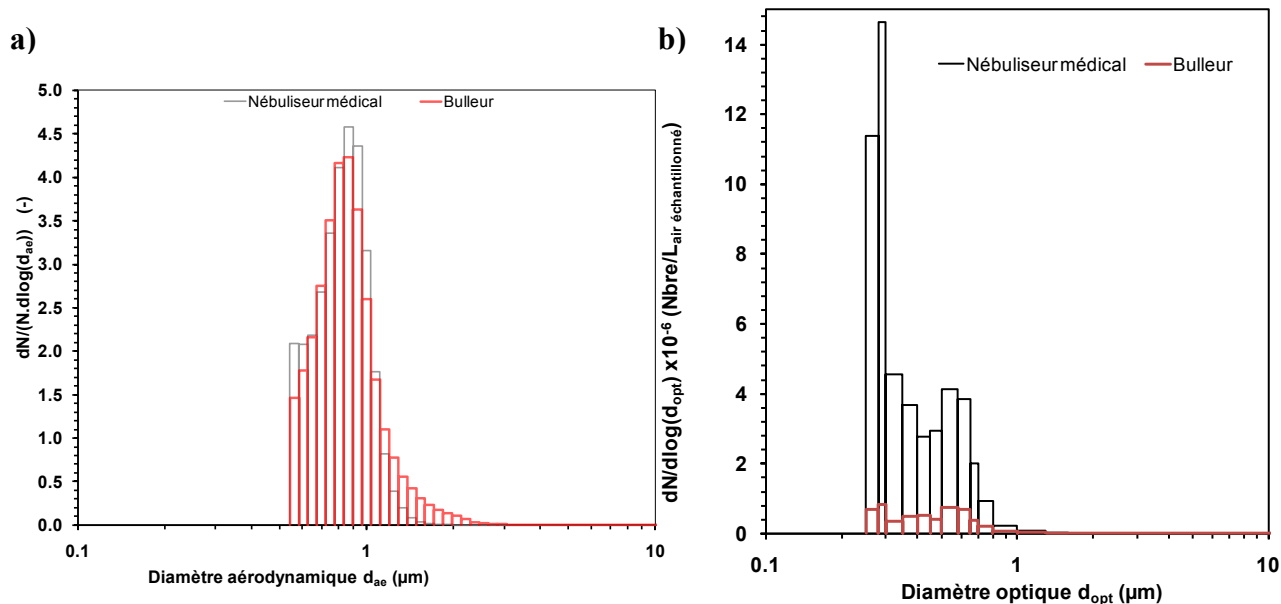 a)
Nébuliseur médical
Bulleur
5.0
4.5
4.0
3.5
3.0
2.5
2.0
1.5
1.0
0.5
0.0
0.1
1
10
dN/(N.dlog(dae)) (-)
Diamètre aérodynamique dae (µm)
b)
Nébuliseur médical
Bulleur
14
12
10
8
6
4
2
0
0.1
1
10
dN/dlog(dopt) x10-6 (Nbre/Lair échantillonné)
Diamètre optique dopt (µm)